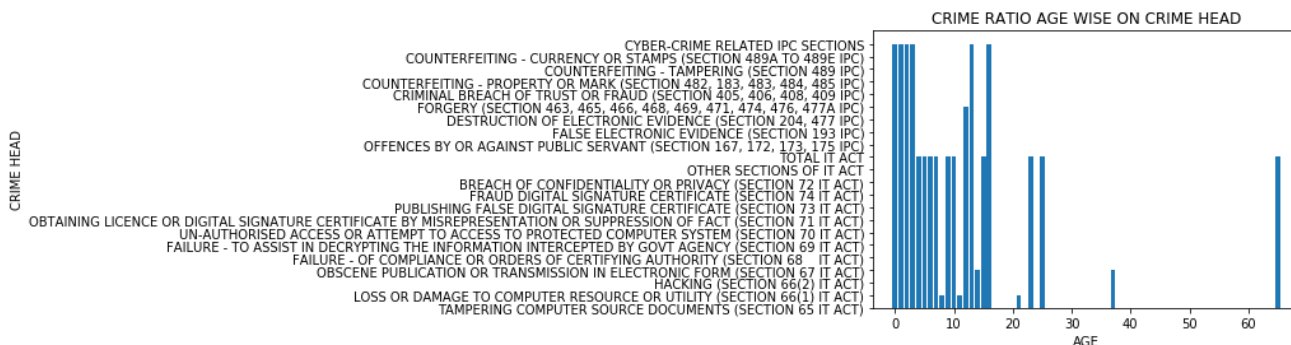 CRIME RATIO AGE WISE ON CRIME HEAD
CRIME HEAD
CYBER-CRIME RELATED IPC SECTIONS
COUNTERFEITING - CURRENCY OR STAMPS (SECTION 489A TO 489E IPC)
COUNTERFEITING - TAMPERING (SECTION 489 IPC)
COUNTERFEITING - PROPERTY OR MARK (SECTION 482, 183, 483, 484, 485 IPC)
CRIMINAL BREACH OF TRUST OR FRAUD (SECTION 405, 406, 408, 409 IPC)
FORGERY (SECTION 463, 465, 466, 468, 469, 471, 474, 476, 477A IPC)
DESTRUCTION OF ELECTRONIC EVIDENCE (SECTION 204, 477 IPC)
FALSE ELECTRONIC EVIDENCE (SECTION 193 IPC)
OFFENCES BY OR AGAINST PUBLIC SERVANT (SECTION 167, 172, 173, 175 IPC)
TOTAL IT ACT
OTHER SECTIONS OF IT ACT
BREACH OF CONFIDENTIALITY OR PRIVACY (SECTION 72 IT ACT)
FRAUD DIGITAL SIGNATURE CERTIFICATE (SECTION 74 IT ACT)
PUBLISHING FALSE DIGITAL SIGNATURE CERTIFICATE (SECTION 73 IT ACT)
OBTAINING LICENCE OR DIGITAL SIGNATURE CERTIFICATE BY MISREPRESENTATION OR SUPPRESSION OF FACT (SECTION 71 IT ACT)
UN-AUTHORISED ACCESS OR ATTEMPT TO ACCESS TO PROTECTED COMPUTER SYSTEM (SECTION 70 IT ACT)
FAILURE - TO ASSIST IN DECRYPTING THE INFORMATION INTERCEPTED BY GOVT AGENCY (SECTION 69 IT ACT)
FAILURE - OF COMPLIANCE OR ORDERS OF CERTIFYING AUTHORITY (SECTION 68 IT ACT)
OBSCENE PUBLICATION OR TRANSMISSION IN ELECTRONIC FORM (SECTION 67 IT ACT)
HACKING (SECTION 66(2) IT ACT)
LOSS OR DAMAGE TO COMPUTER RESOURCE OR UTILITY (SECTION 66(1) IT ACT)
TAMPERING COMPUTER SOURCE DOCUMENTS (SECTION 65 IT ACT)
0 10 20 30 40 50 60
AGE